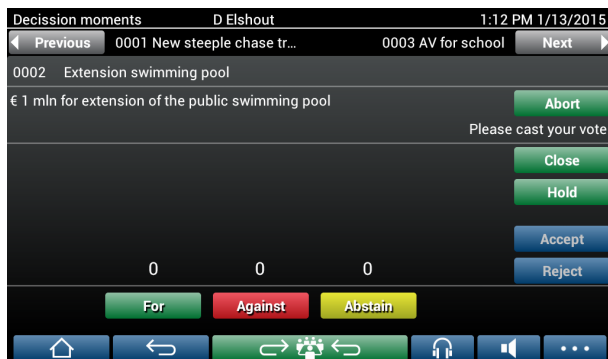 Decission moments D Elshout 1:12 PM 1/13/2015
Previous 0001 New steeple chase tr... 0003 AV for school Next
0002 Extension swimming pool
€ 1 mln for extension of the public swimming pool Abort
Please cast your vote
Close
Hold
Accept
0 0 0 Reject
For Against Abstain